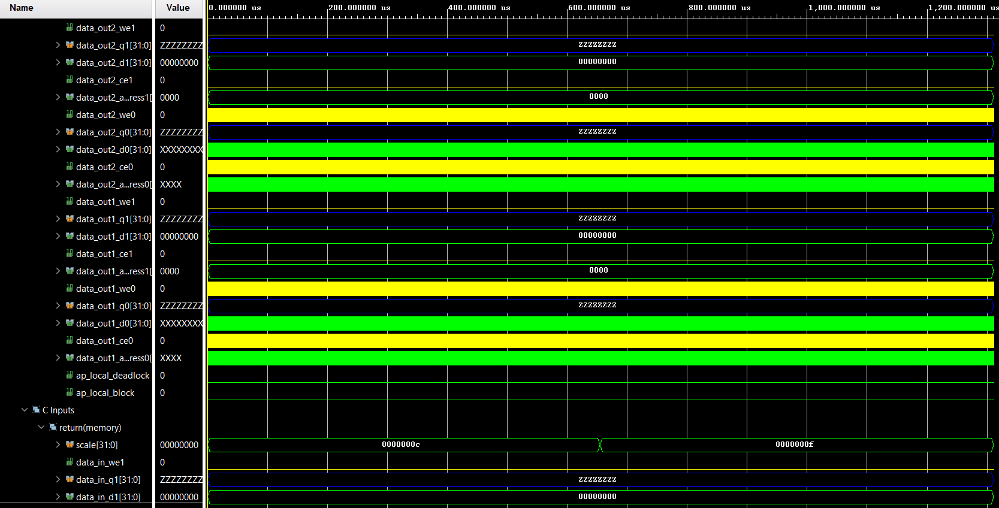 Name Value 0.000000 us 200.000000 us 400.000000 us 600.000000 us 800.000000 us 1,000.000000 us 1,200.000000 us
data_out2_we1 0
data_out2_q1[31:0] ZZZZZZZZ ZZZZZZZZ
data_out2_d1[31:0] 00000000 00000000
data_out2_ce1 0
data_out2_a...ress1[ 0000 0000
data_out2_we0 0
data_out2_q0[31:0] ZZZZZZZZ ZZZZZZZZ
data_out2_d0[31:0] XXXXXXXX
data_out2_ce0 0
data_out2_a...ress0[ XXXX
data_out1_we1 0
data_out1_q1[31:0] ZZZZZZZZ ZZZZZZZZ
data_out1_d1[31:0] 00000000 00000000
data_out1_ce1 0
data_out1_a...ress1[ 0000 0000
data_out1_we0 0
data_out1_q0[31:0] ZZZZZZZZ ZZZZZZZZ
data_out1_d0[31:0] XXXXXXXX
data_out1_ce0 0
data_out1_a...ress0[ XXXX
ap_local_deadlock 0
ap_local_block 0
C Inputs
return(memory)
scale[31:0] 00000000 0000000c 0000000f
data_in_we1 0
data_in_q1[31:0] ZZZZZZZZ ZZZZZZZZ
data_in_d1[31:0] 00000000 00000000